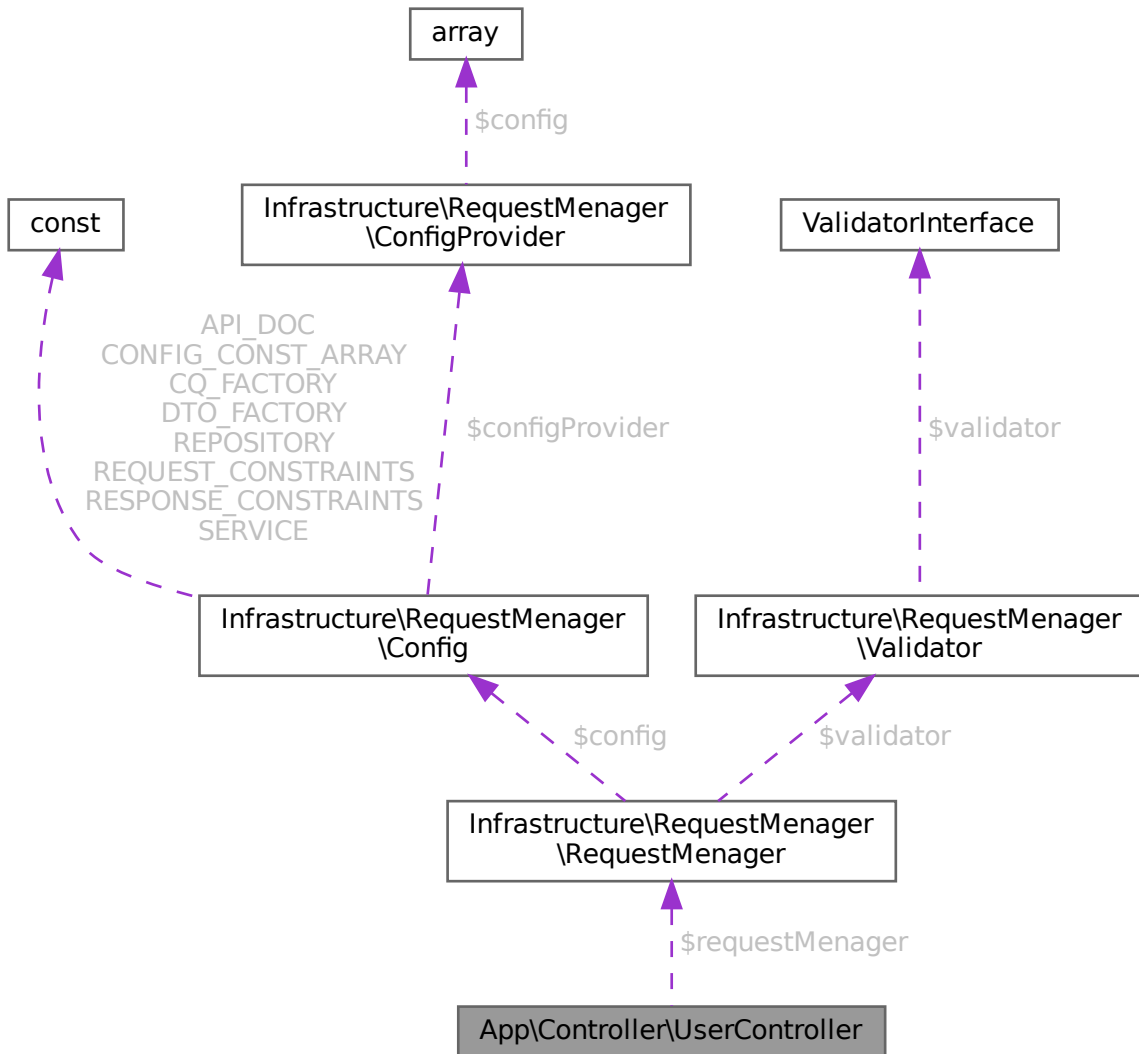 array
$config
Infrastructure\RequestMenager
\ConfigProvider
const
ValidatorInterface
API_DOC
CONFIG_CONST_ARRAY
CQ_FACTORY
DTO_FACTORY
REPOSITORY
REQUEST_CONSTRAINTS
RESPONSE_CONSTRAINTS
SERVICE
$configProvider
$validator
Infrastructure\RequestMenager
\Config
Infrastructure\RequestMenager
\Validator
$config
$validator
Infrastructure\RequestMenager
\RequestMenager
$requestMenager
App\Controller\UserController